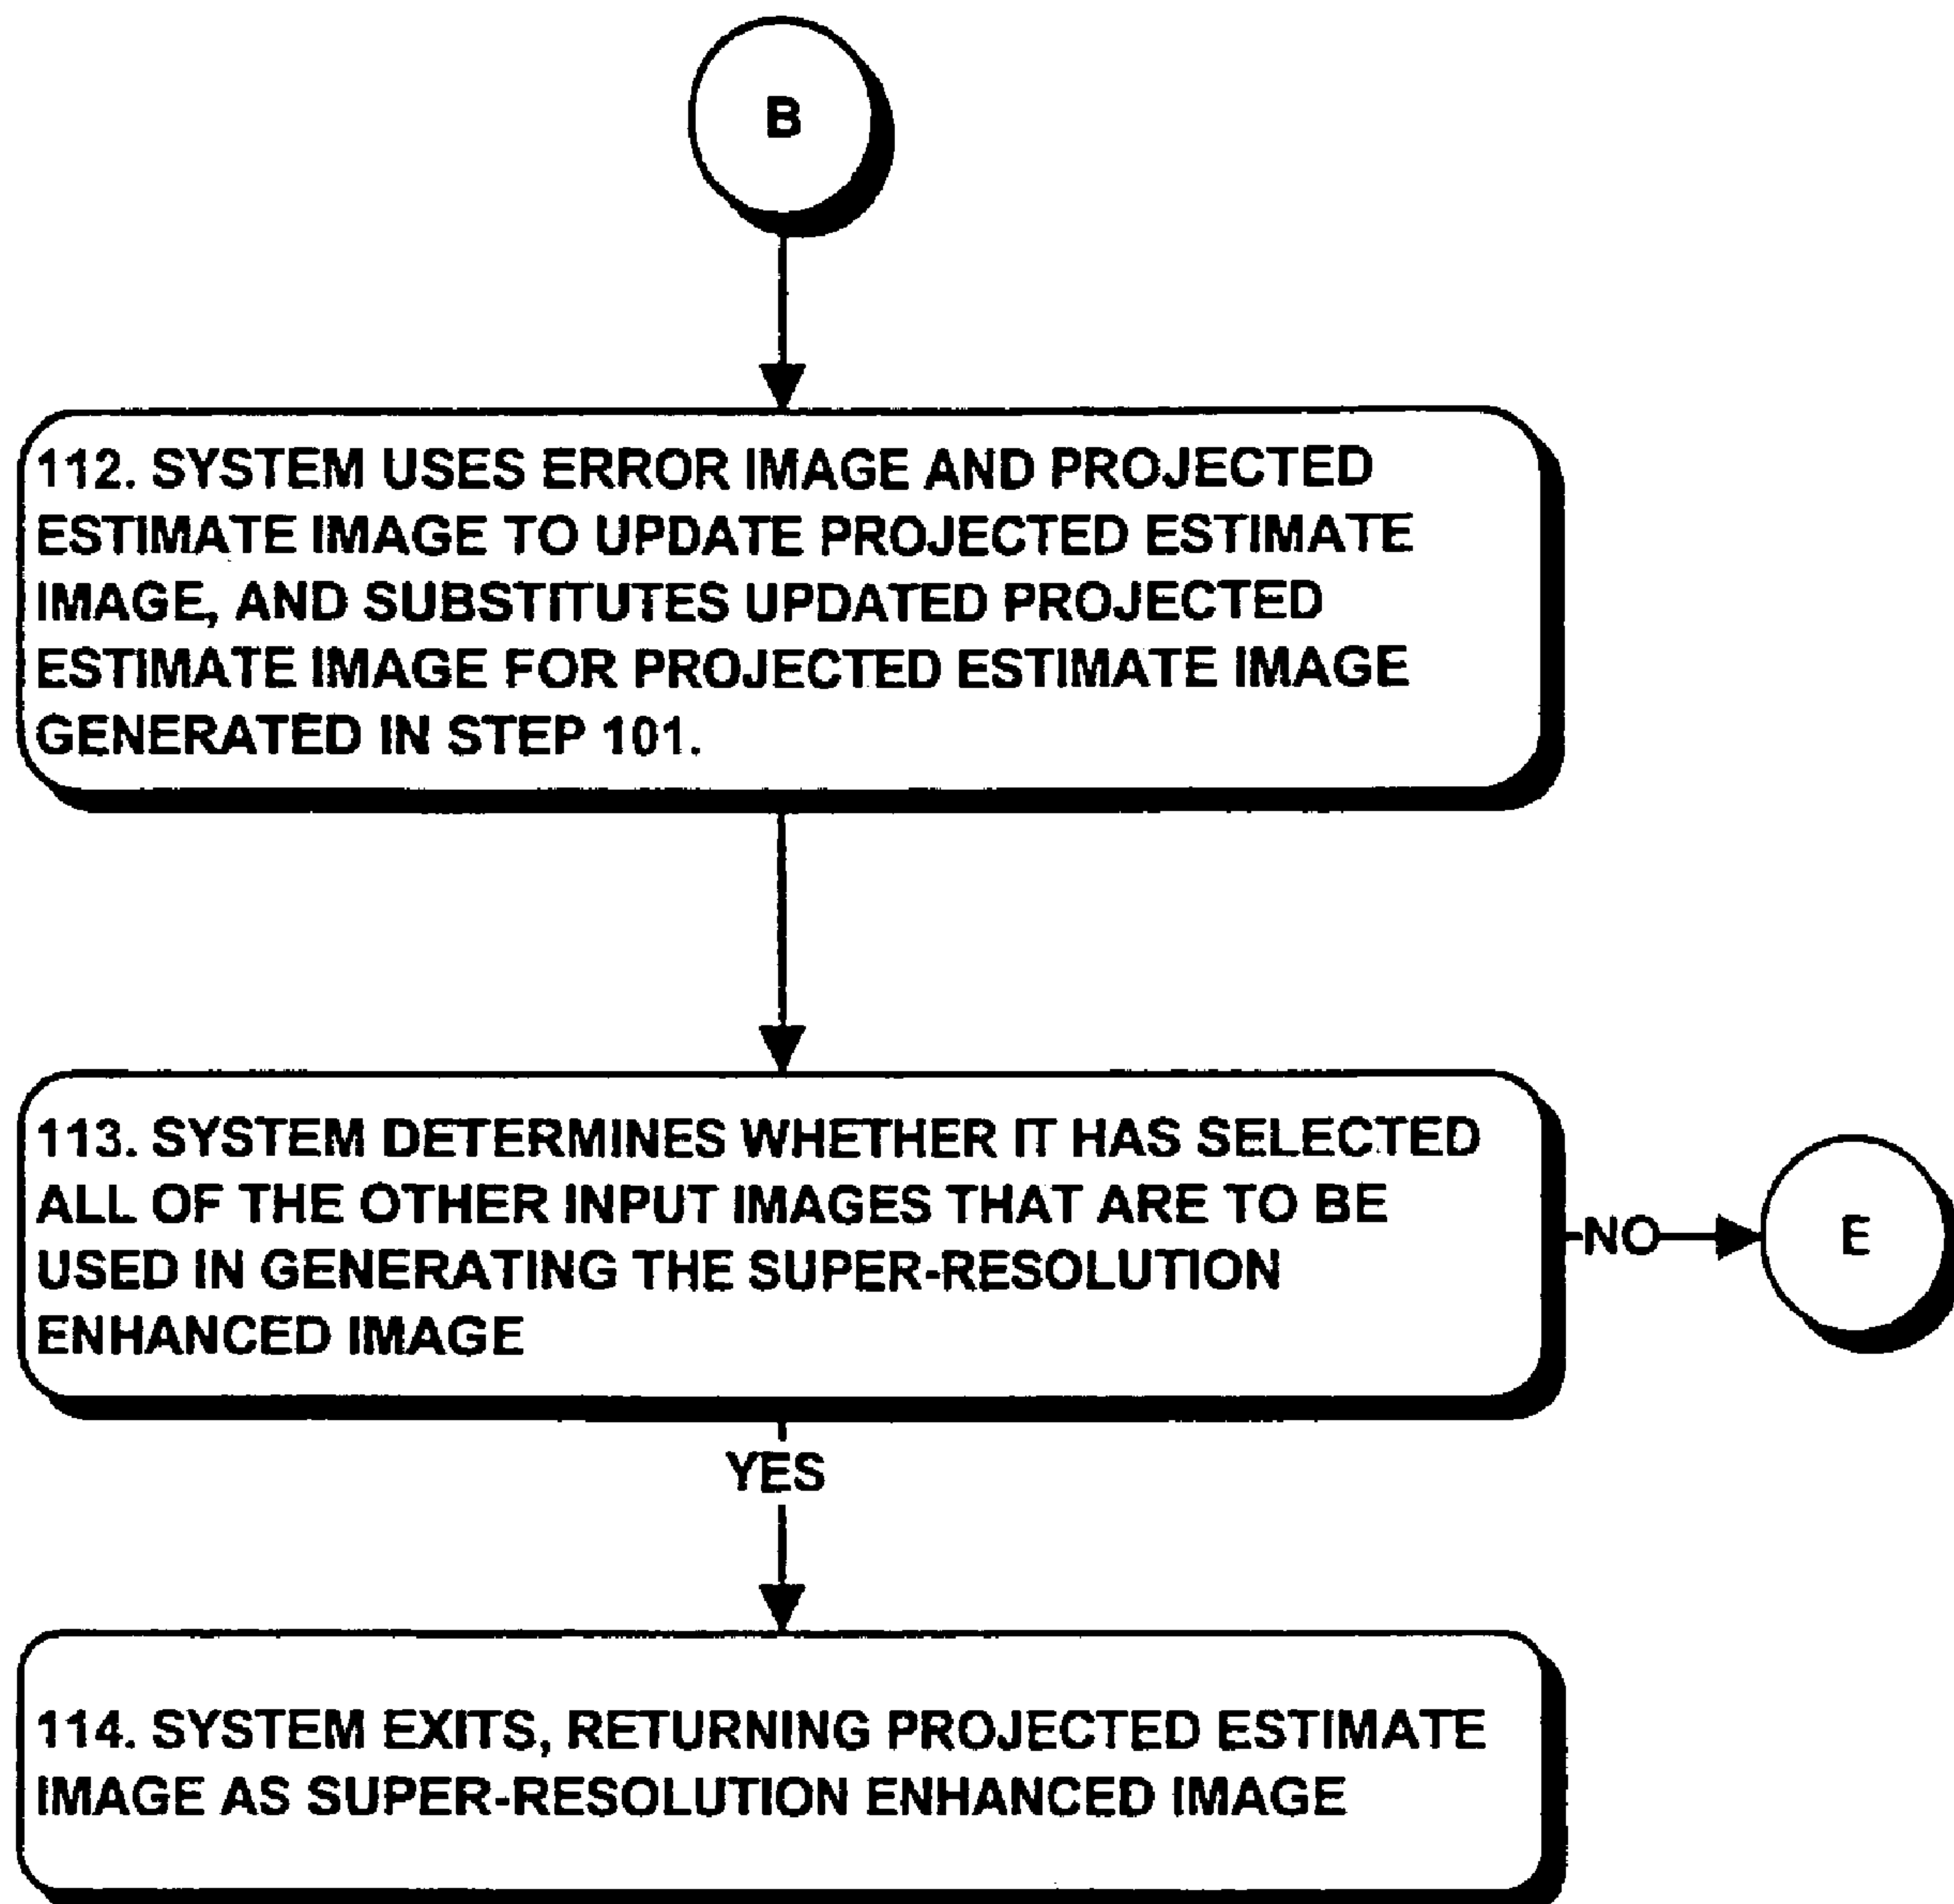 B
112. SYSTEM USES ERROR IMAGE AND PROJECTED
ESTIMATE IMAGE TO UPDATE PROJECTED ESTIMATE
IMAGE, AND SUBSTITUTES UPDATED PROJECTED
ESTIMATE IMAGE FOR PROJECTED ESTIMATE IMAGE
GENERATED IN STEP 101.
113. SYSTEM DETERMINES WHETHER IT HAS SELECTED
ALL OF THE OTHER INPUT IMAGES THAT ARE TO BE
USED IN GENERATING THE SUPER-RESOLUTION
ENHANCED IMAGE
NO
E
YES
114. SYSTEM EXITS, RETURNING PROJECTED ESTIMATE
IMAGE AS SUPER-RESOLUTION ENHANCED IMAGE